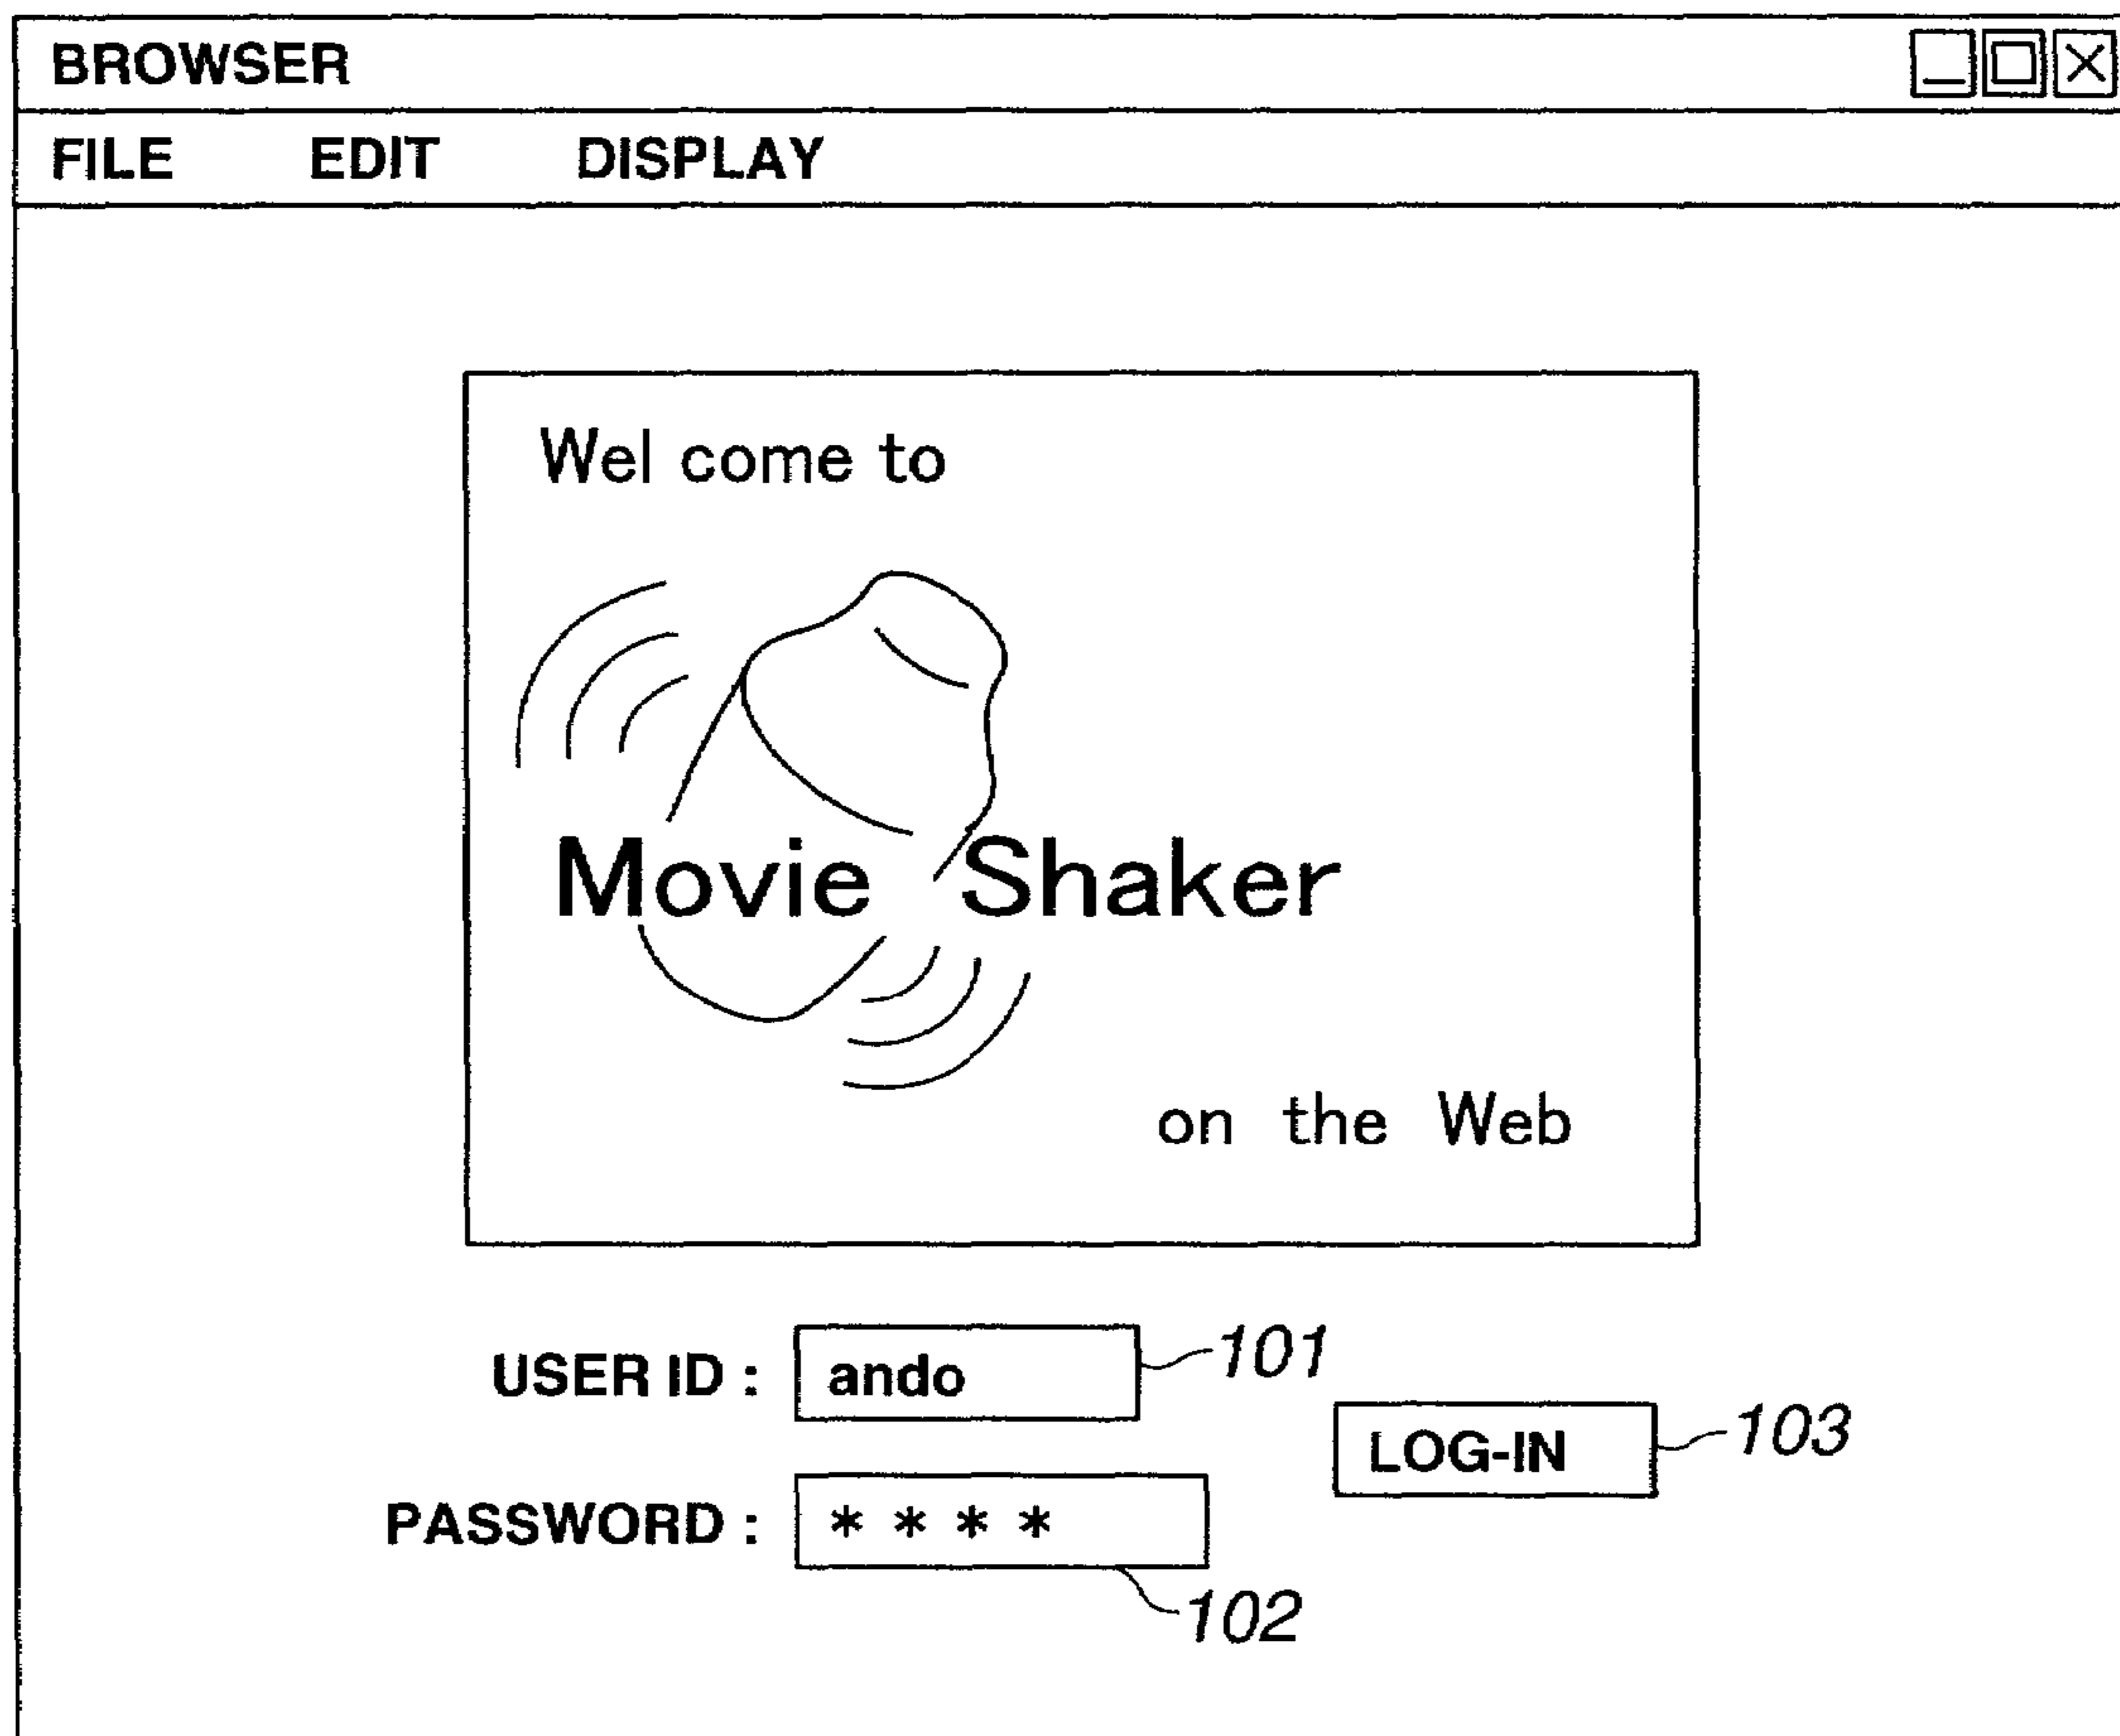 BROWSER
FILE EDIT DISPLAY
Wel come to
Movie Shaker
on the Web
USER ID : ando 101
LOG-IN 103
PASSWORD : * * * *
102